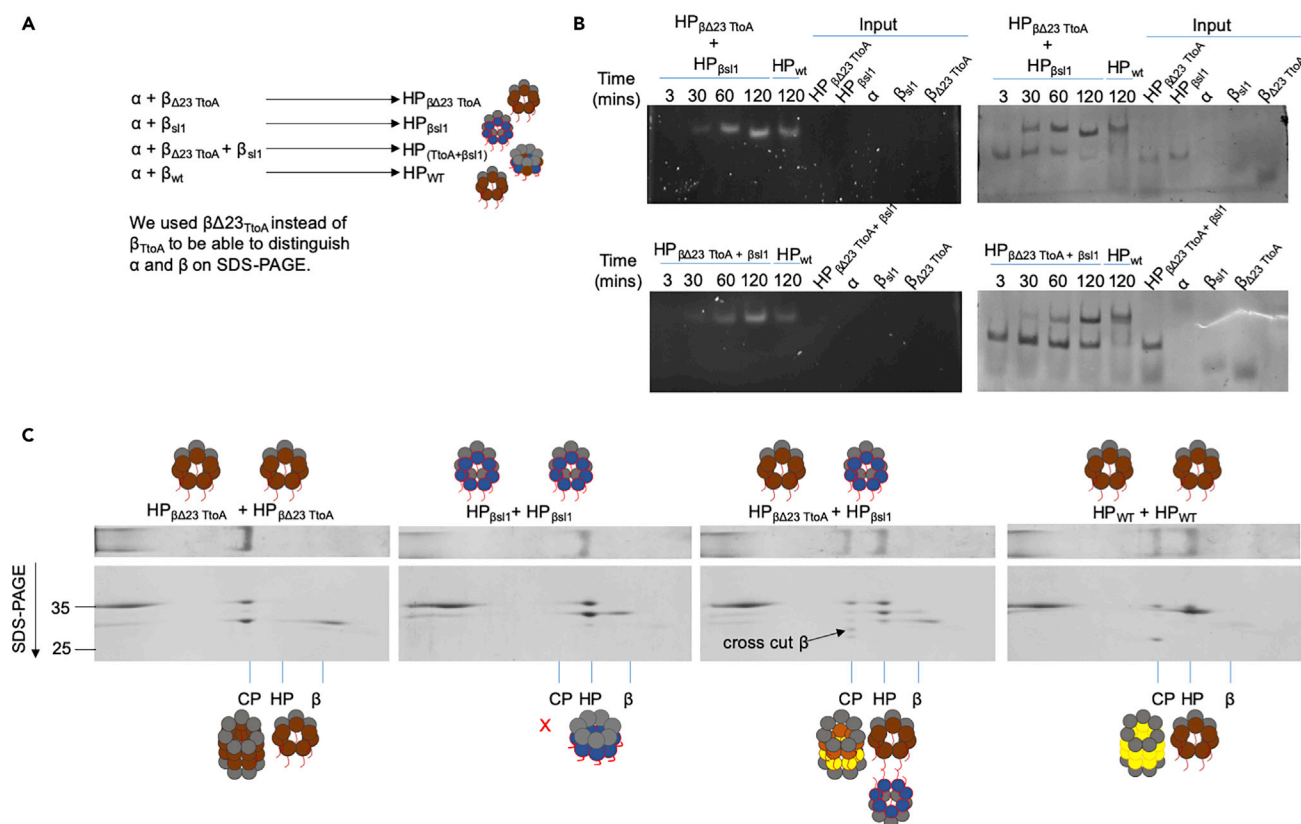 A
α + βΔ23 TtoA HPβΔ23 TtoA
α + βsl1 HPβsl1
α + βΔ23 TtoA + βsl1 HP(TtoA+βsl1)
α + βwt HPWT
We used βΔ23TtoA instead of
βTtoA to be able to distinguish
α and β on SDS-PAGE.
B
HPβΔ23 TtoA
+
HPβsl1
HPwt
Input
Time
(mins)
3 30 60 120 120
HPβΔ23 TtoA
HPβsl1
α
βsl1
βΔ23 TtoA
HPβΔ23 TtoA
+
HPβsl1
HPwt
Input
3 30 60 120 120
HPβΔ23 TtoA
HPβsl1
α
βsl1
βΔ23 TtoA
HPβΔ23 TtoA + βsl1 HPwt
Time
(mins)
3 30 60 120 120
HPβΔ23 TtoA+ βsl1
α
βsl1
βΔ23 TtoA
HPβΔ23 TtoA + βsl1 HPwt
3 30 60 120 120
HPβΔ23 TtoA+ βsl1
α
βsl1
βΔ23 TtoA
C
HPβΔ23 TtoA + HPβΔ23 TtoA
HPβsl1 + HPβsl1
HPβΔ23 TtoA + HPβsl1
HPWT + HPWT
SDS-PAGE
35
25
cross cut β
CP HP β
CP HP β
CP HP β
CP HP β
X